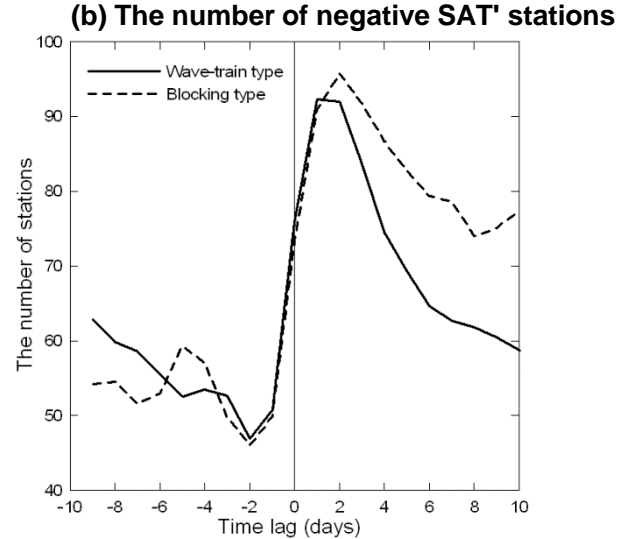 (b) The number of negative SAT' stations
100
90
80
70
60
50
40
The number of stations
Wave-train type
Blocking type
-10 -8 -6 -4 -2 0 2 4 6 8 10
Time lag (days)